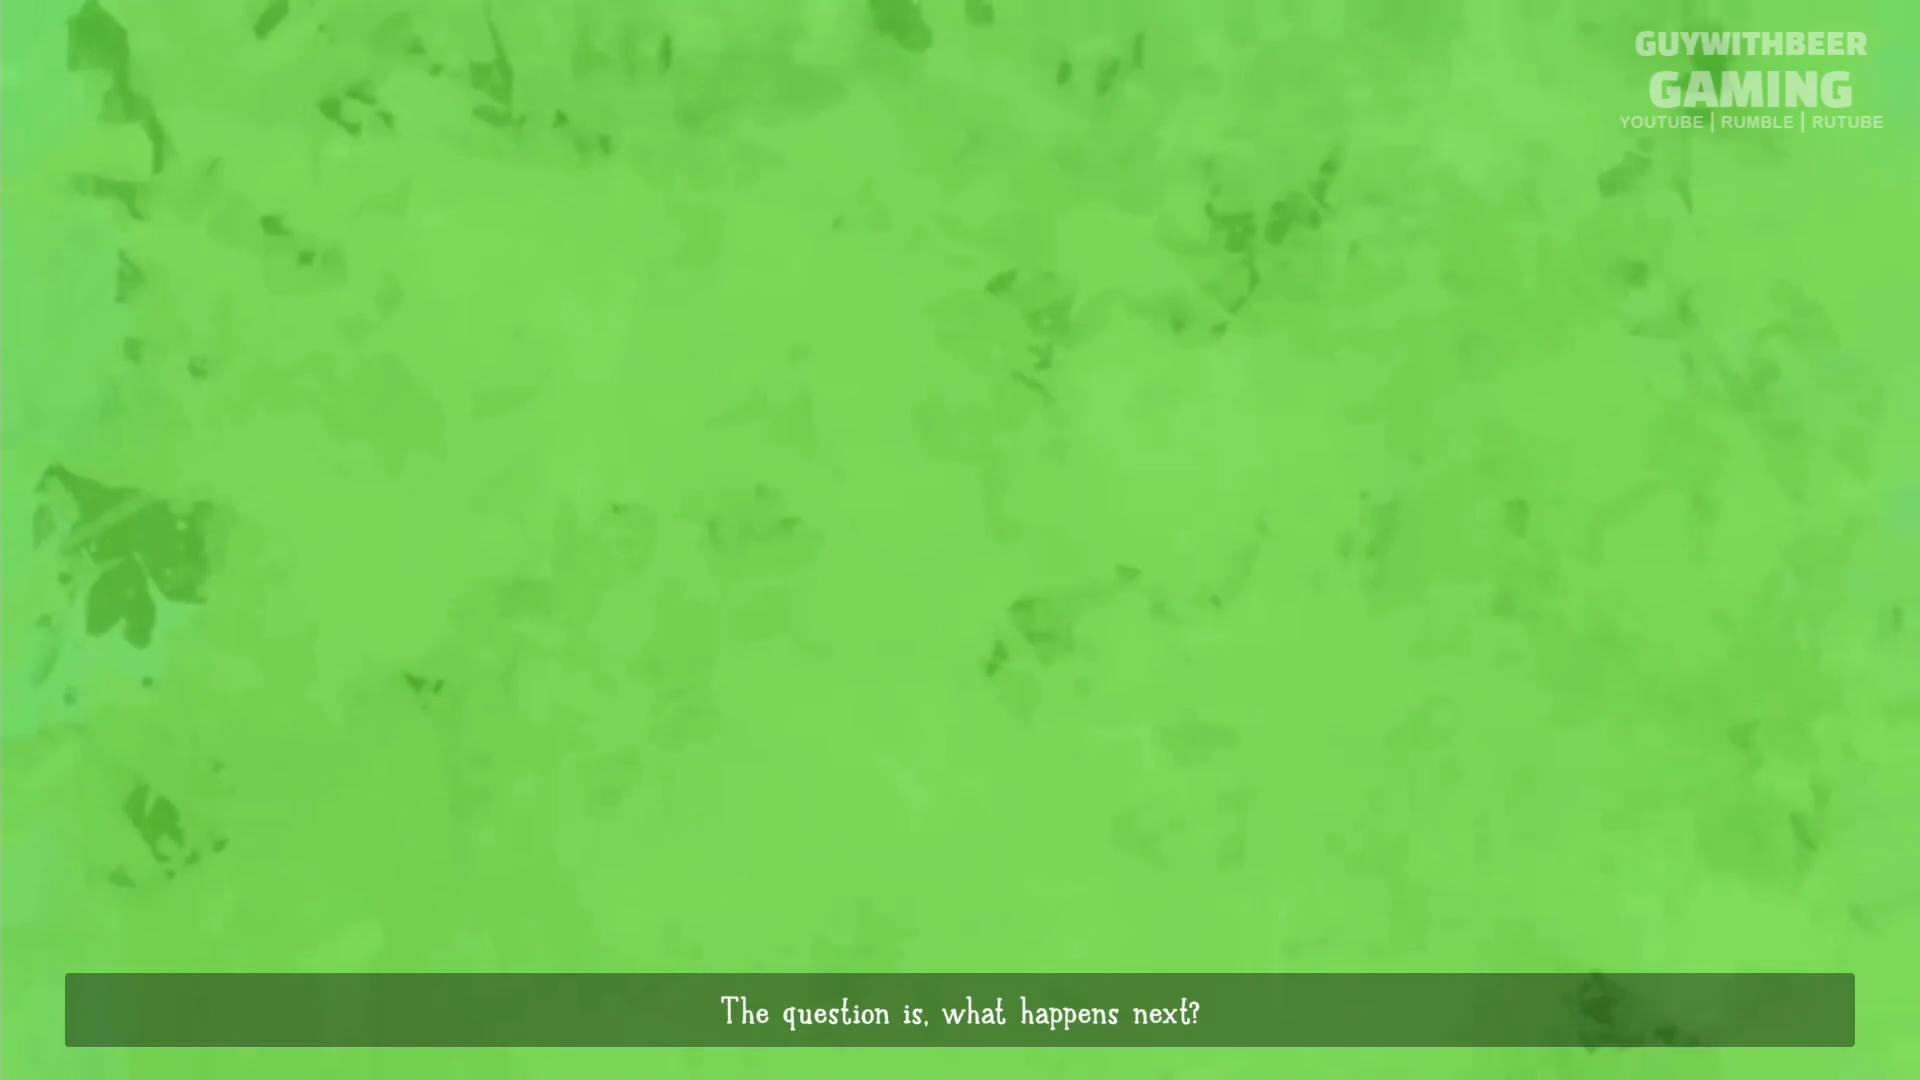 GUYWITHBEER
GAMING
YOUTUBE | RUMBLE | RUTUBE
The question is, what happens next?